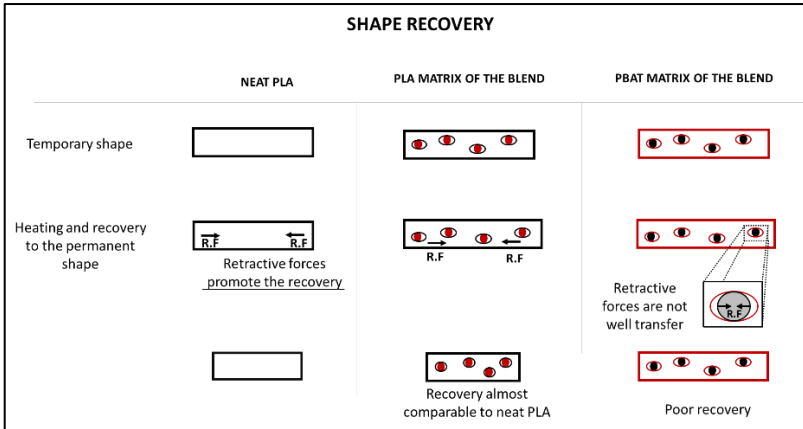 SHAPE RECOVERY
NEAT PLA
PLA MATRIX OF THE BLEND
PBAT MATRIX OF THE BLEND
Temporary shape
Heating and recovery
to the permanent
shape
R.F
R.F
Retractive forces
promote the recovery
R.F
R.F
Retractive
forces are not
well transfer
R.F
Recovery almost
comparable to neat PLA
Poor recovery